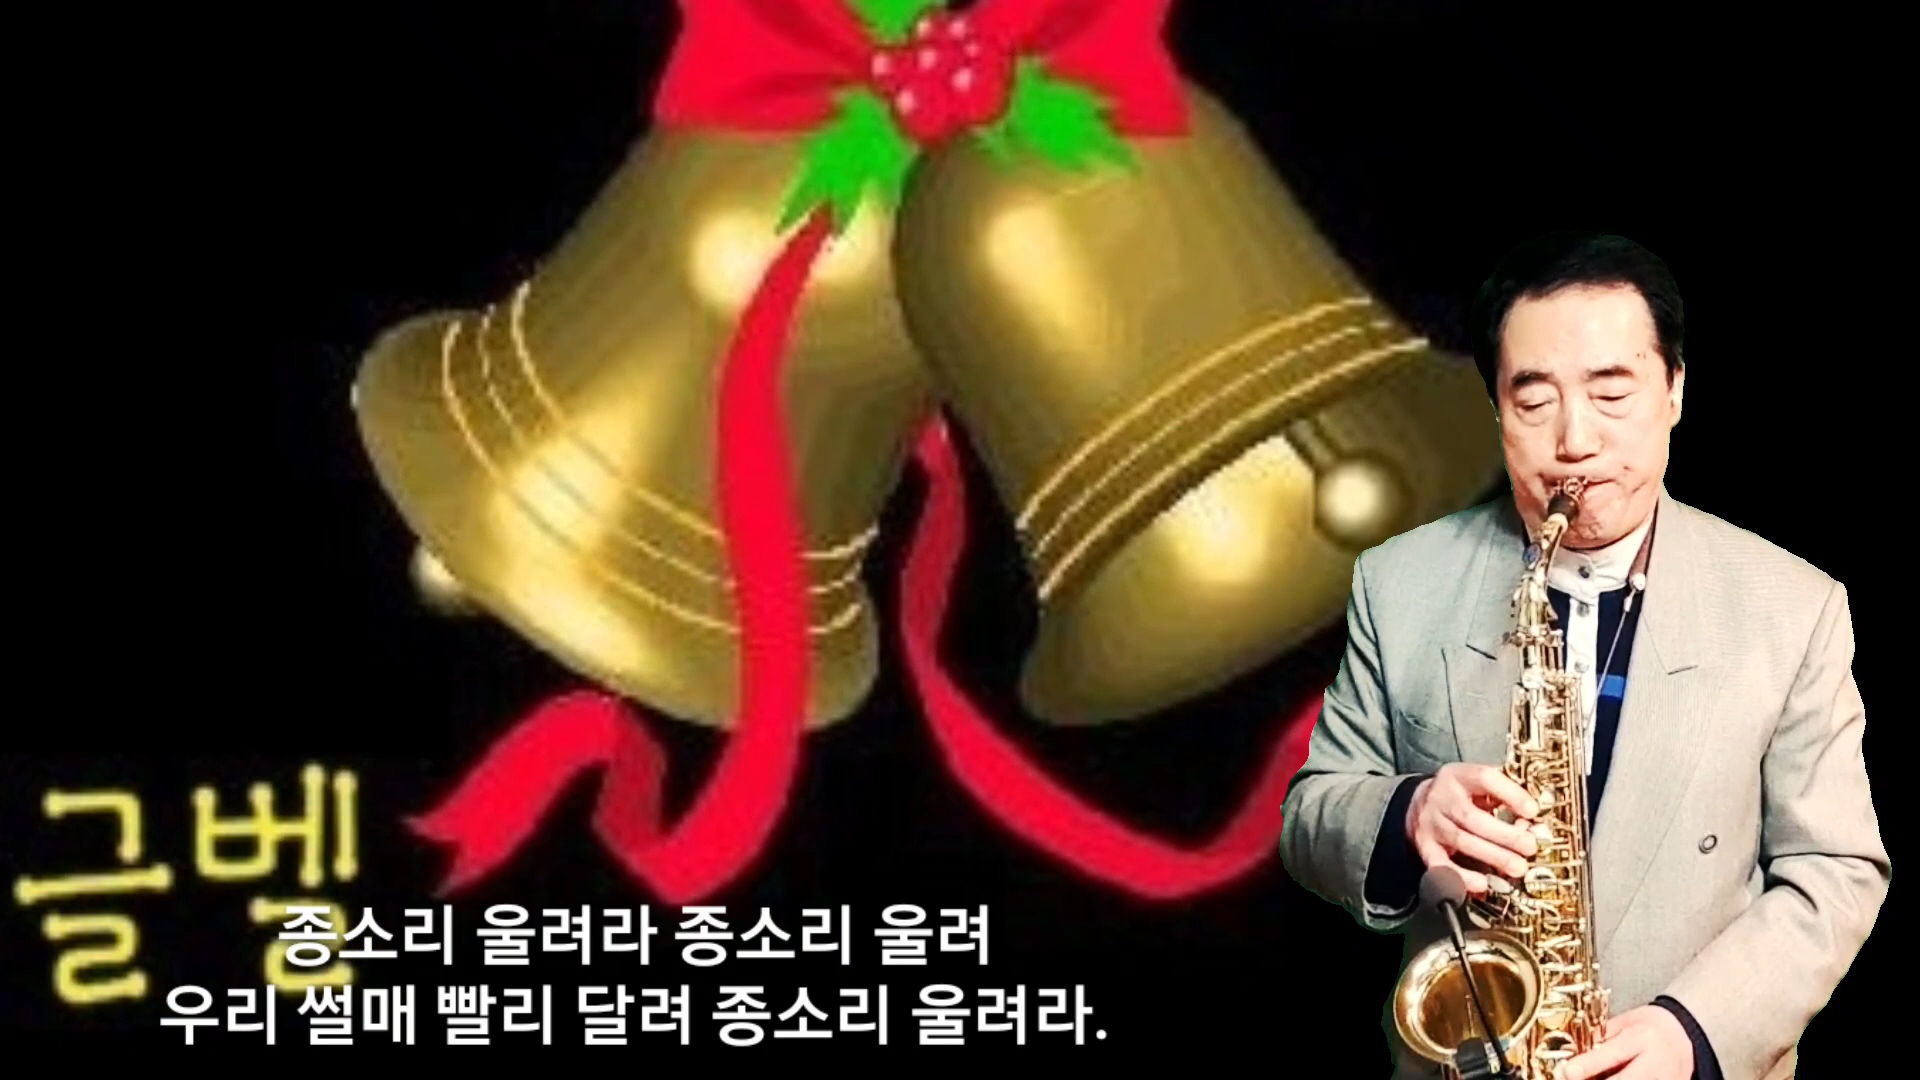 글벨
종소리 울려라 종소리 울려
우리 썰매 빨리 달려 종소리 울려라.